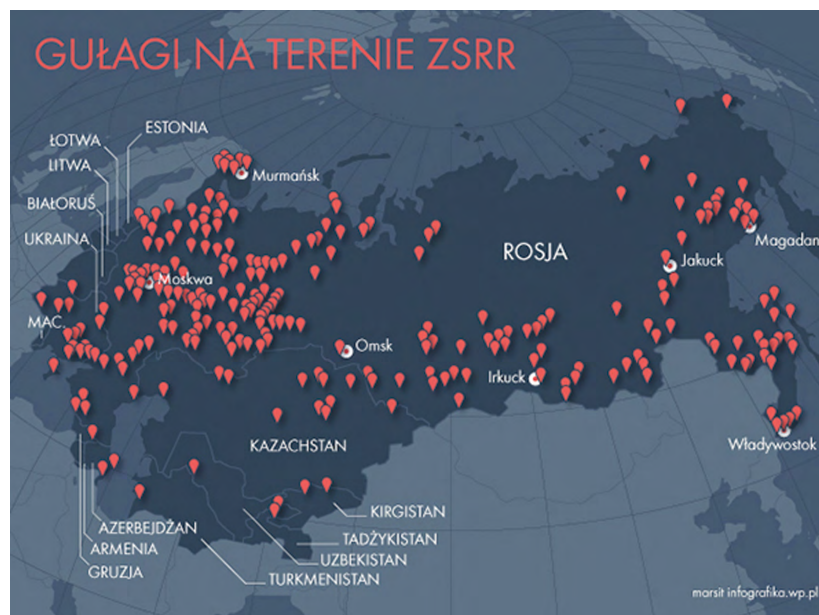 GUŁAGI NA TERENIE ZSRR
ESTONIA
ŁOTWA
LITWA
BIAŁORUŚ
UKRAINA
MAC.
Murmańsk
Moskwa
ROSJA
Magadan
Jakuck
Omsk
Irkuck
Władywostok
KAZACHSTAN
KIRGISTAN
TADŻYKISTAN
UZBEKISTAN
TURKMENISTAN
AZERBEJDŻAN
ARMENIA
GRUZJA
marsit infografika.wp.pl